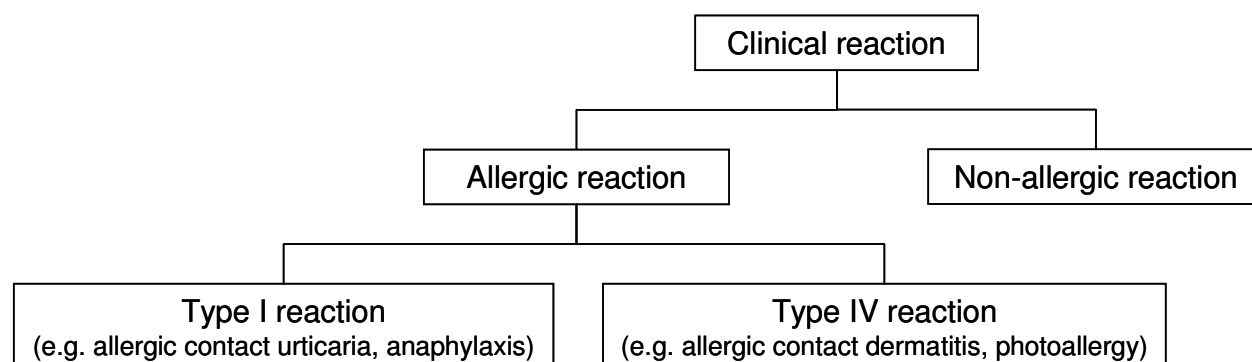 Clinical reaction
Allergic reaction
Non-allergic reaction
Type I reaction
(e.g. allergic contact urticaria, anaphylaxis)
Type IV reaction
(e.g. allergic contact dermatitis, photoallergy)